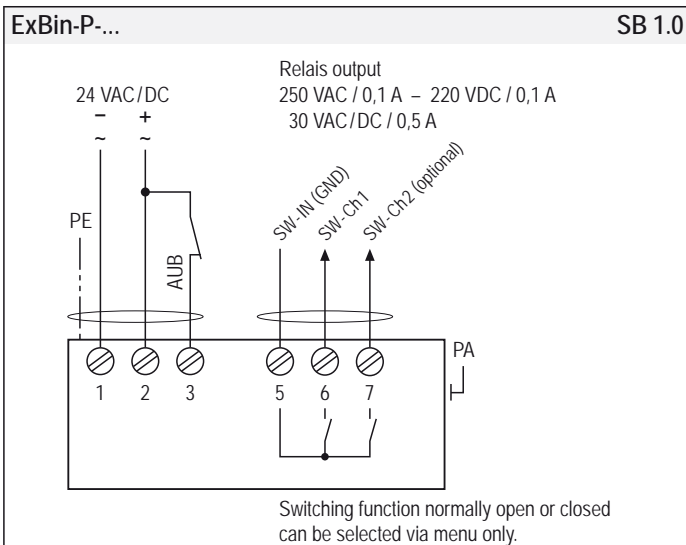 ExBin-P-...
SB 1.0
Relais output
24 VAC/DC
250 VAC / 0,1 A – 220 VDC / 0,1 A
30 VAC/DC / 0,5 A
– +
~ ~
PE
AUB
SW-IN (GND)
SW-Ch1
SW-Ch2 (optional)
PA
1 2 3 5 6 7
Switching function normally open or closed
can be selected via menu only.